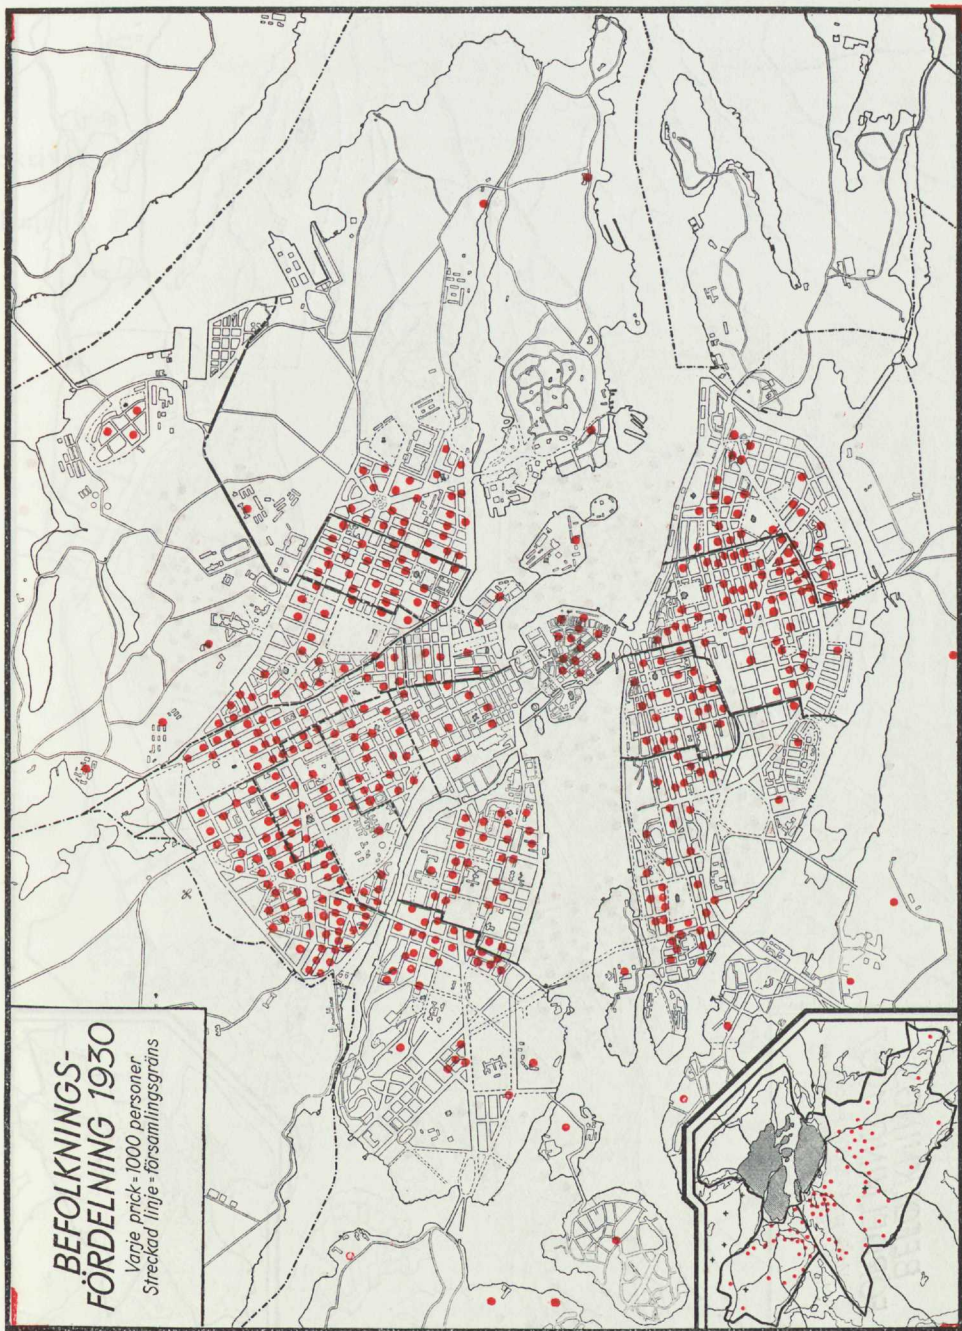 BEFOLKNINGS-
FÖRDELNING 1930
Varje prick = 1000 personer
Streckad linje = församlingsgräns